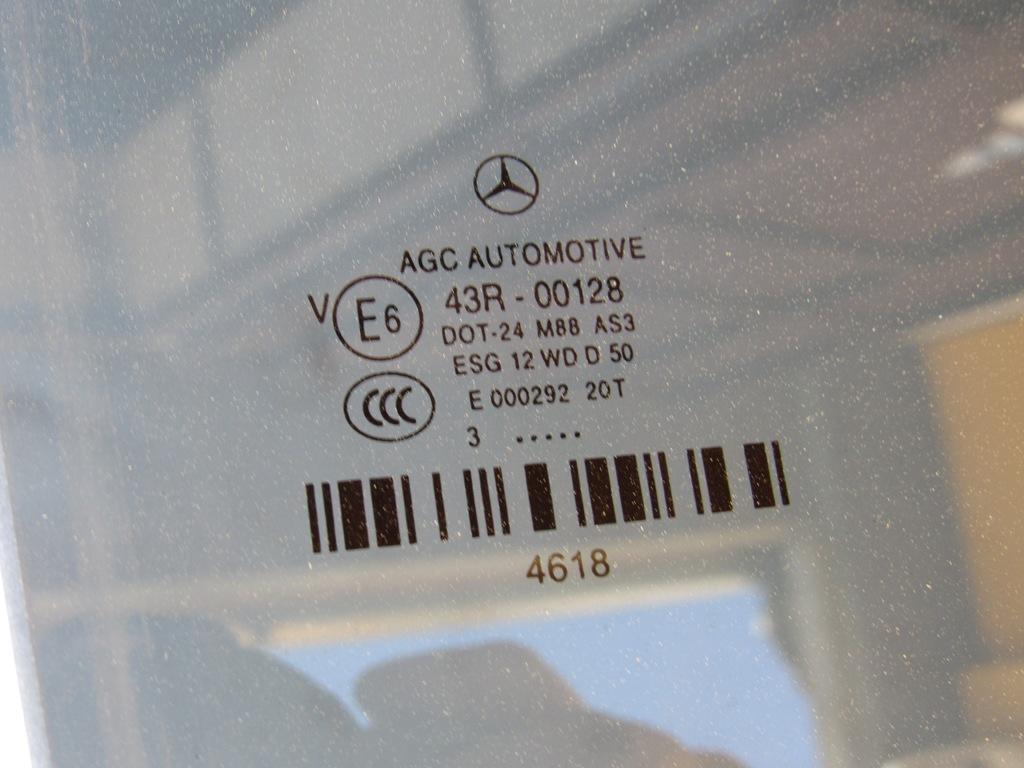 AGC AUTOMOTIVE
V E6 43R - 00128
DOT-24 M88 AS3
ESG 12 WD D 50
CCC E 000292 20T
3 .....
4618